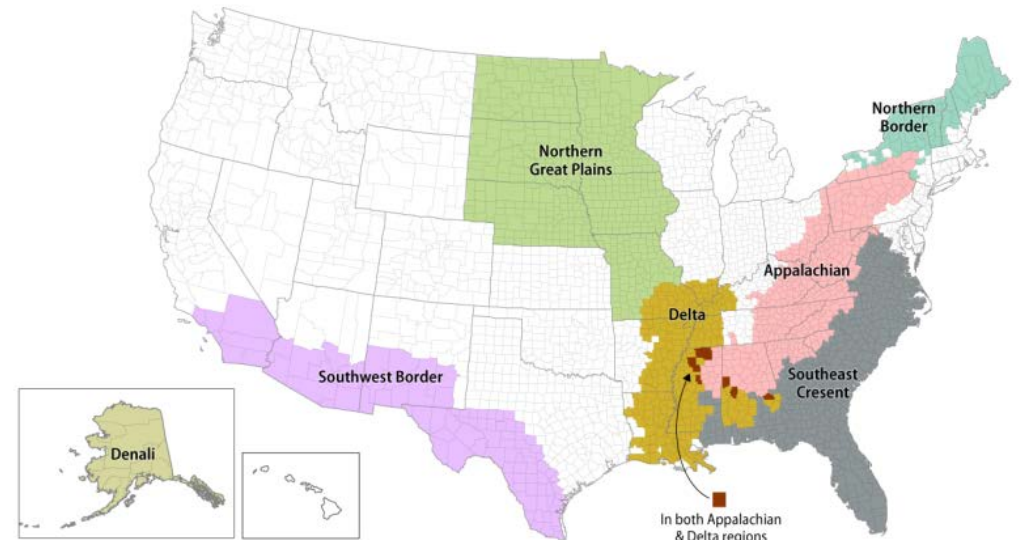 Northern
Border
Northern
Great Plains
Appalachian
Delta
Southwest Border
Southeast
Cresent
Denali
In both Appalachian
& Delta regions